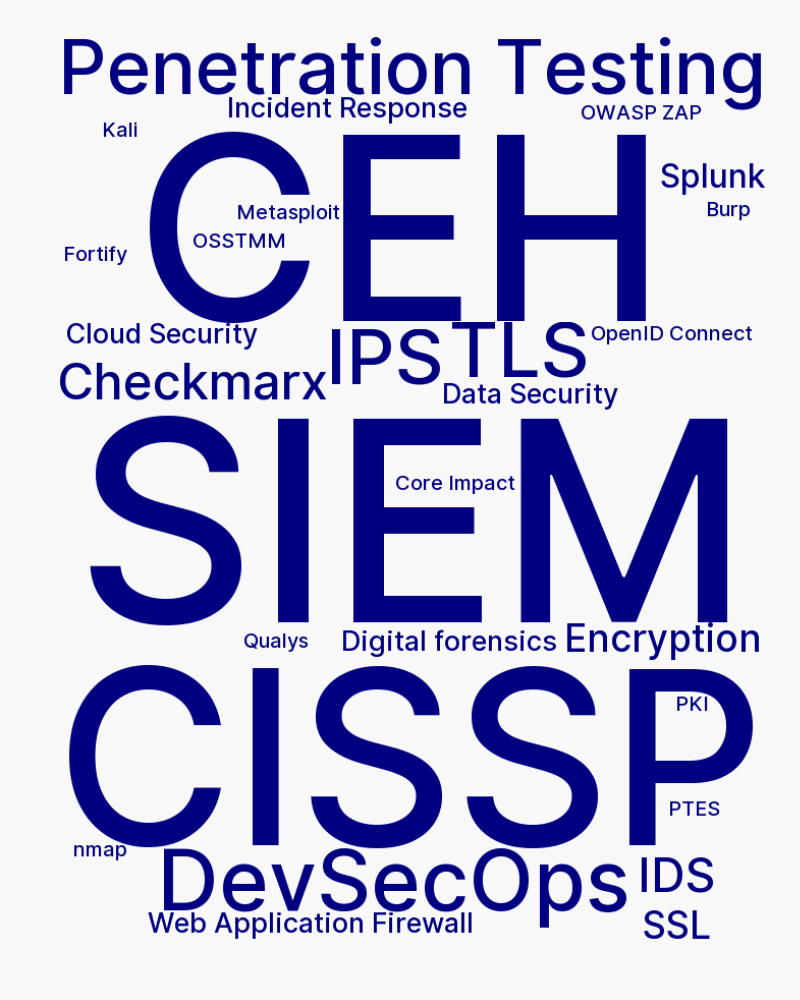 Penetration Testing
Incident Response
OWASP ZAP
Kali
CEH
Splunk
Metasploit
Burp
OSSTMM
Fortify
Cloud Security
IPS
TLS
OpenID Connect
Checkmarx
Data Security
SIEM
Core Impact
Qualys
Digital forensics
Encryption
CISSP
PKI
PTES
nmap
DevSecOps
IDS
Web Application Firewall
SSL